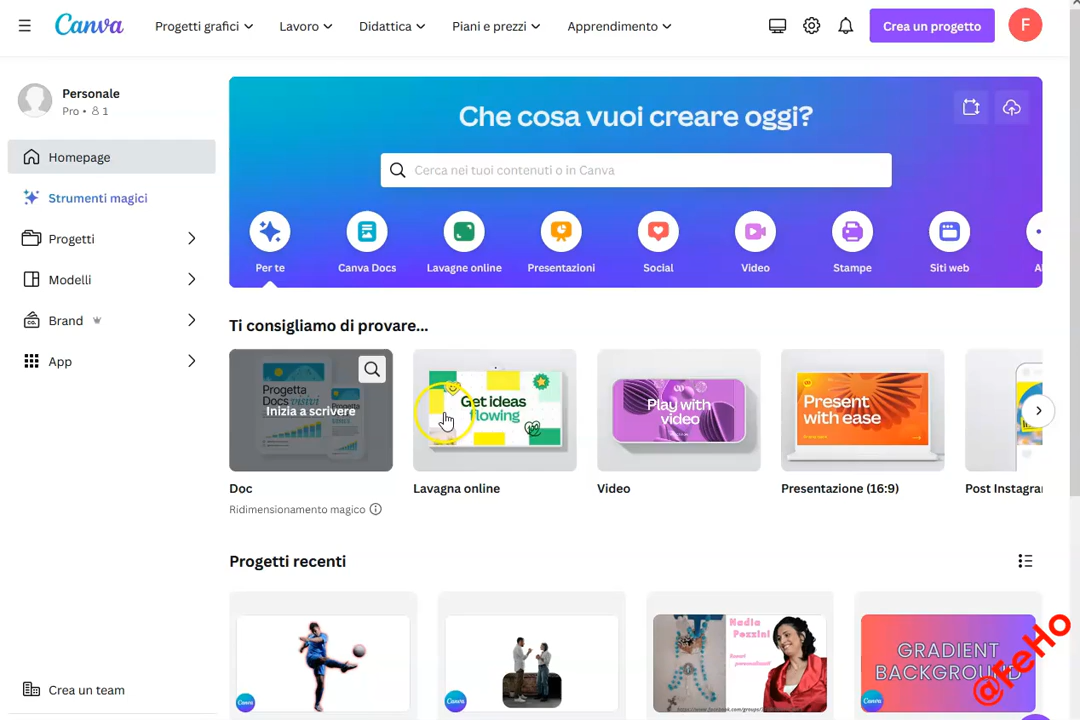 Canva
Progetti grafici
Lavoro
Didattica
Piani e prezzi
Apprendimento
Crea un progetto
F
Personale
Pro • 1
Homepage
Strumenti magici
Progetti
Modelli
Brand
App
Crea un team
Che cosa vuoi creare oggi?
Cerca nei tuoi contenuti o in Canva
Per te
Canva Docs
Lavagne online
Presentazioni
Social
Video
Stampe
Siti web
Ti consigliamo di provare...
Progetta
Docs visivi
Inizia a scrivere
Get ideas
flowing
Play with
video
Present
with ease
Doc
Ridimensionamento magico
Lavagna online
Video
Presentazione (16:9)
Post Instagra
Progetti recenti
Canva
Canva
Nadia
Pezzini
GRADIENT
BACKGROUND
Canva
@FeHo